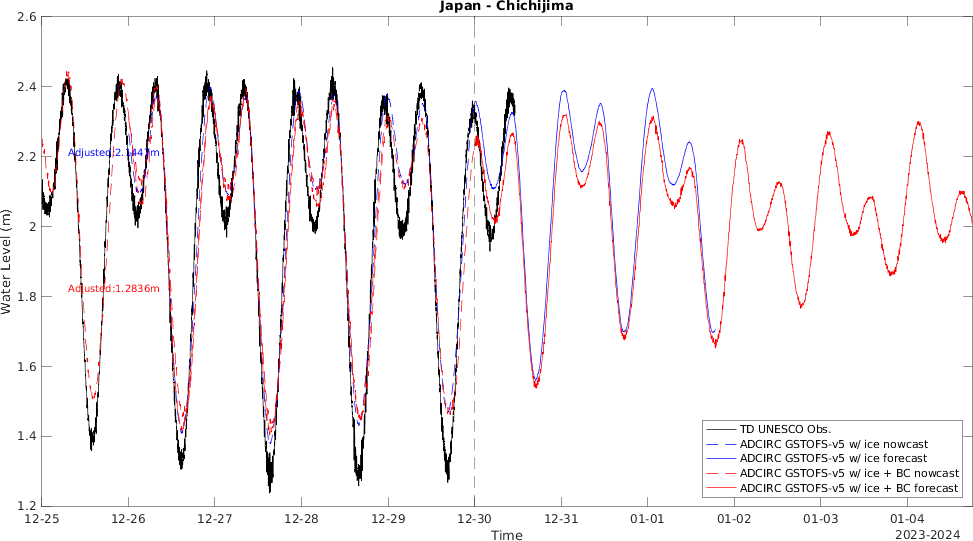 Japan - Chichijima
2.6
2.4
2.2
2
1.8
1.6
1.4
1.2
Water Level (m)
Adjusted:1.2836m
TD UNESCO Obs.
ADCIRC GSTOFS-v5 w/ ice nowcast
ADCIRC GSTOFS-v5 w/ ice forecast
ADCIRC GSTOFS-v5 w/ ice + BC nowcast
ADCIRC GSTOFS-v5 w/ ice + BC forecast
12-25 12-26 12-27 12-28 12-29 12-30 12-31 01-01 01-02 01-03 01-04
Time
2023-2024